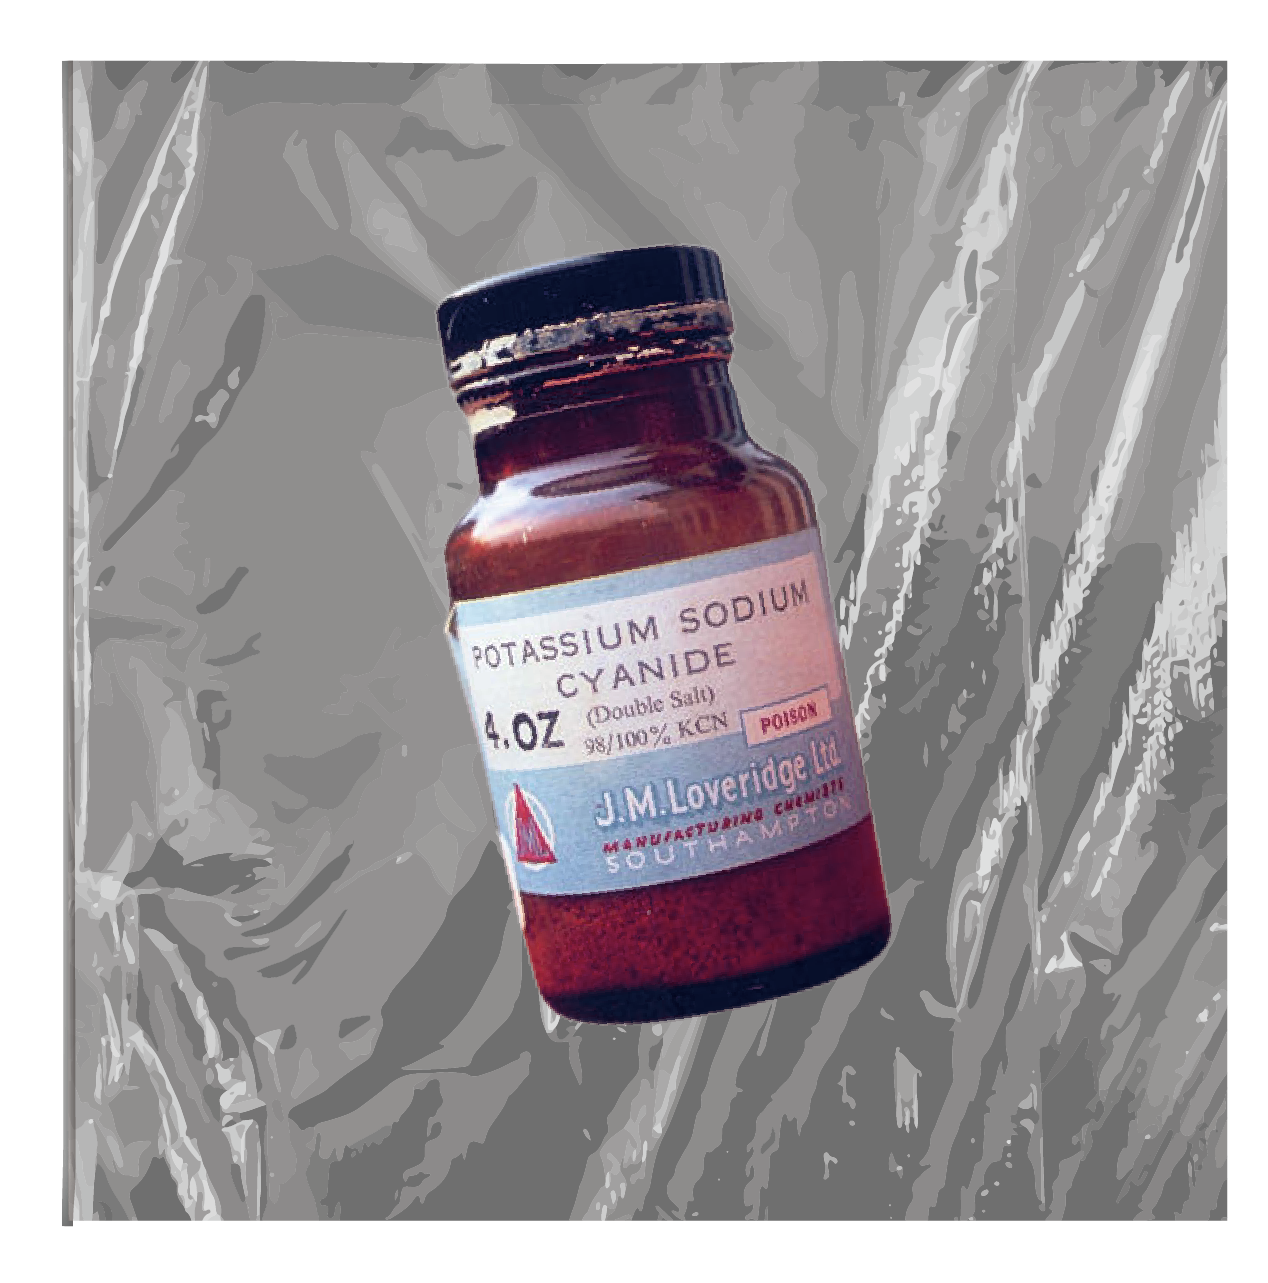 POTASSIUM SODIUM
CYANIDE
(Double Salt)
4.OZ 98/100% KCN
POISON
J.M.Loveridge Ltd.
MANUFACTURING CHEMISTS
SOUTHAMPTON